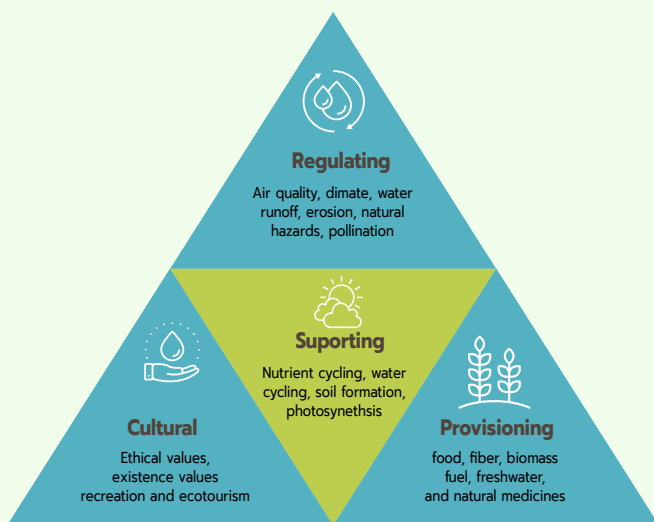 Regulating
Air quality, dimate, water
runoff, erosion, natural
hazards, pollination
Suporting
Nutrient cycling, water
cycling, soil formation,
photosynethsis
Cultural
Ethical values,
existence values
recreation and ecotourism
Provisioning
food, fiber, biomass
fuel, freshwater,
and natural medicines